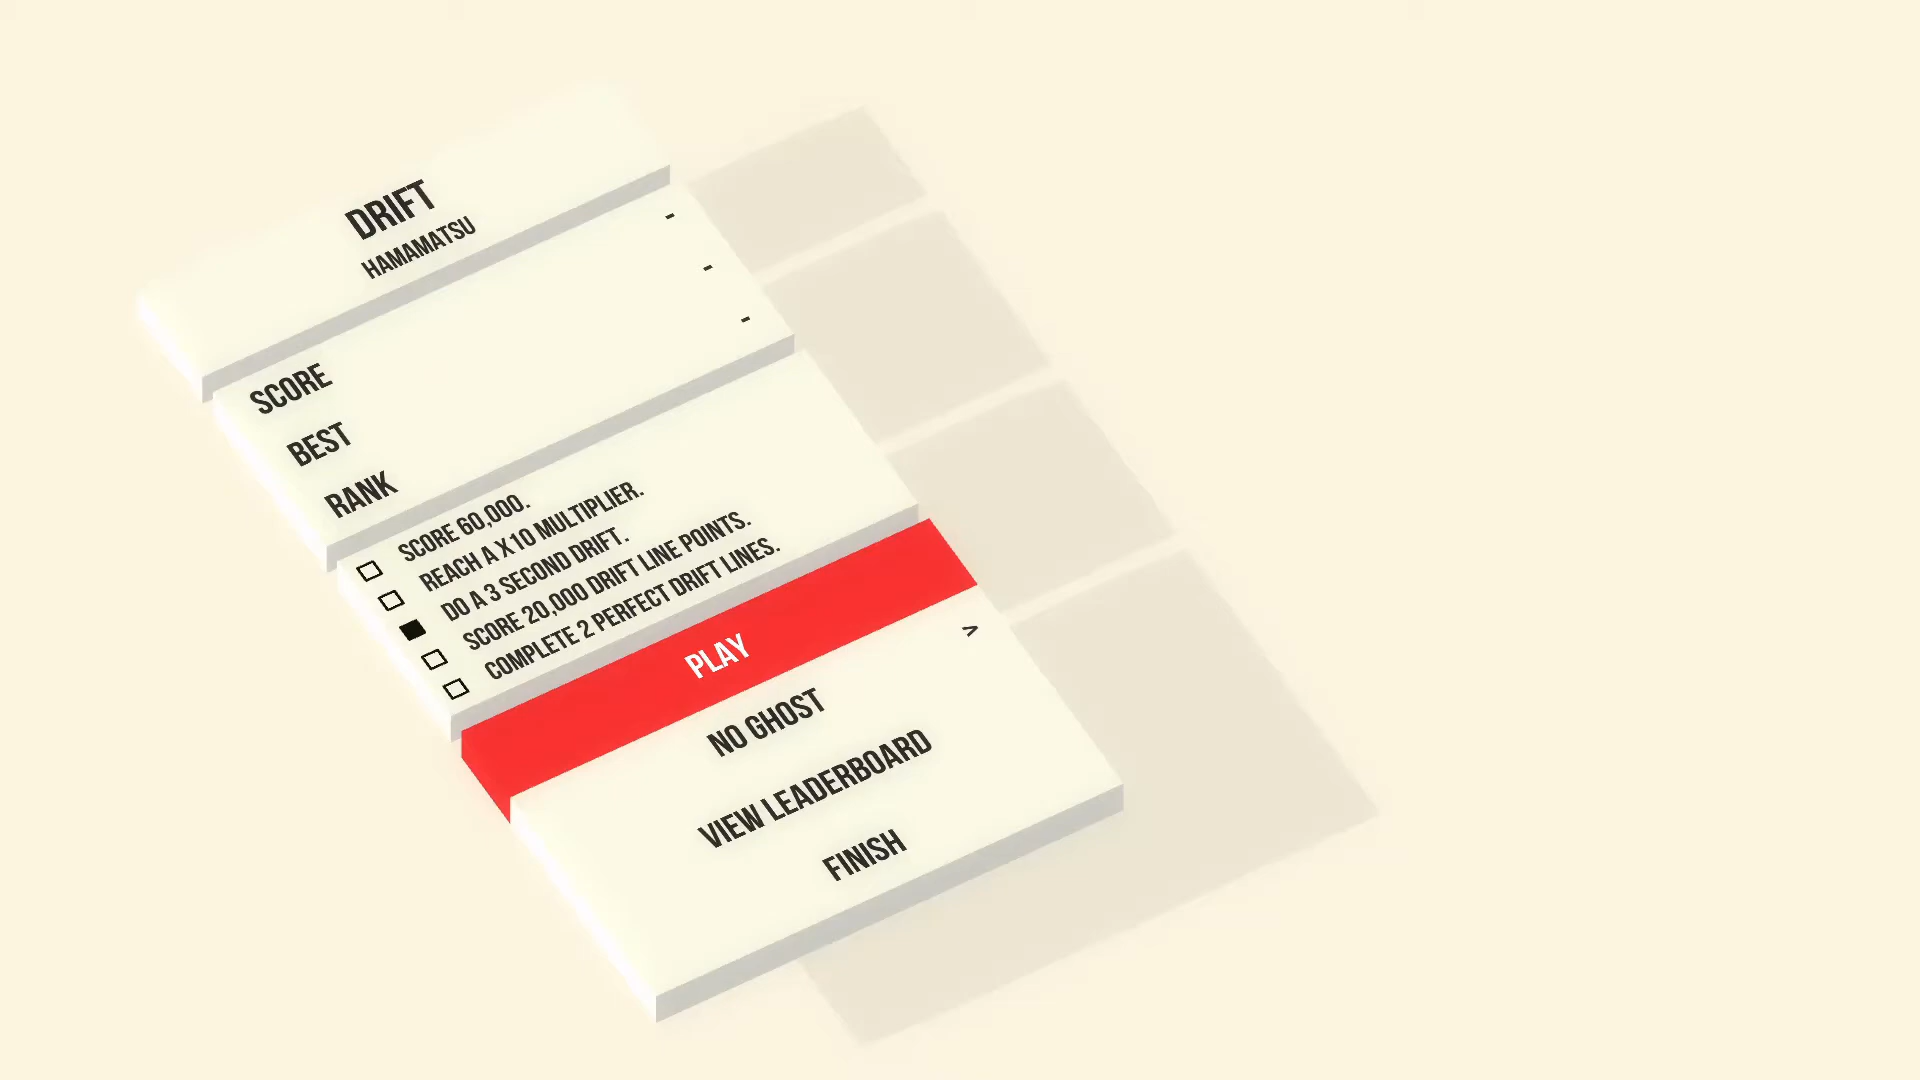 DRIFT
HAMAMATSU
SCORE -
BEST -
RANK -
SCORE 60,000.
REACH A X10 MULTIPLIER.
DO A 3 SECOND DRIFT.
SCORE 20,000 DRIFT LINE POINTS.
COMPLETE 2 PERFECT DRIFT LINES.
PLAY
NO GHOST >
VIEW LEADERBOARD
FINISH